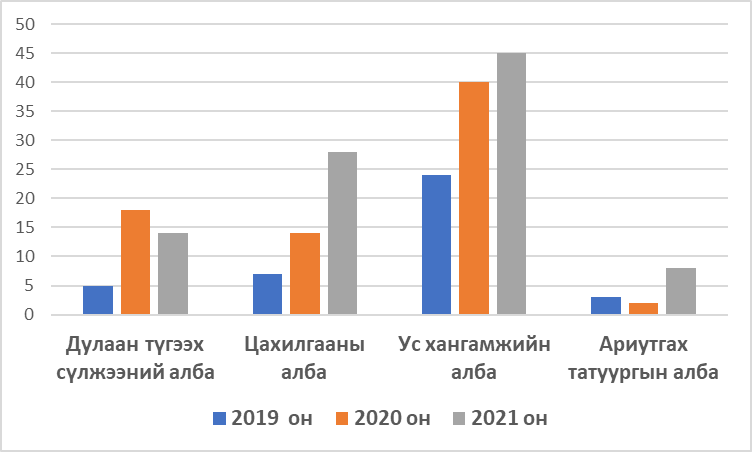 50
45
40
35
30
25
20
15
10
5
0
Дулаан түгээх
сүлжээний алба
Цахилгааны
алба
Ус хангамжийн
алба
Ариутгах
татуургын алба
2019  он
2020 он
2021 он